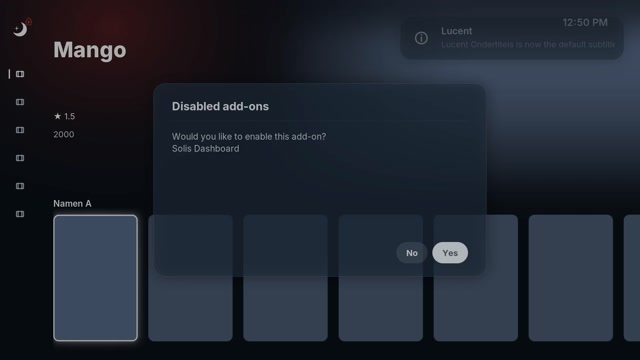 12:50 PM
Lucent
Lucent Ondertitels is now the default subtitle
Mango
★ 1.5
2000
Disabled add-ons
Would you like to enable this add-on?
Solis Dashboard
No
Yes
Namen A